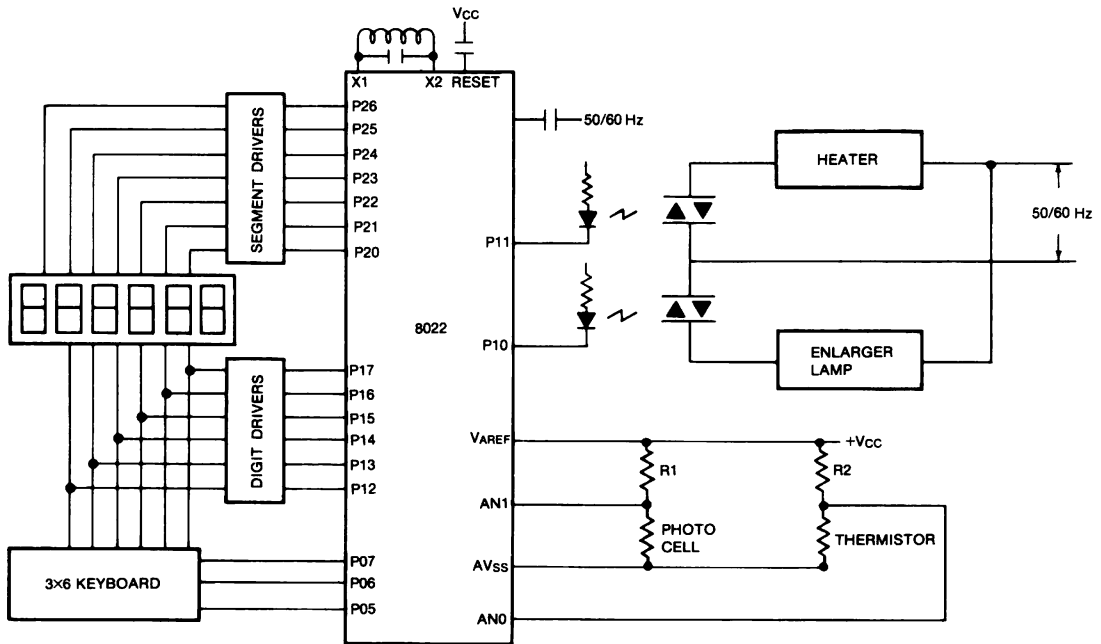 VCC
X1
X2
RESET
P26
P25
P24
P23
P22
P21
P20
SEGMENT DRIVERS
50/60 Hz
HEATER
50/60 Hz
P11
8022
P10
ENLARGER
LAMP
P17
P16
P15
P14
P13
P12
DIGIT DRIVERS
VAREF
+VCC
R1
R2
AN1
PHOTO
CELL
THERMISTOR
AVSS
3×6 KEYBOARD
P07
P06
P05
AN0